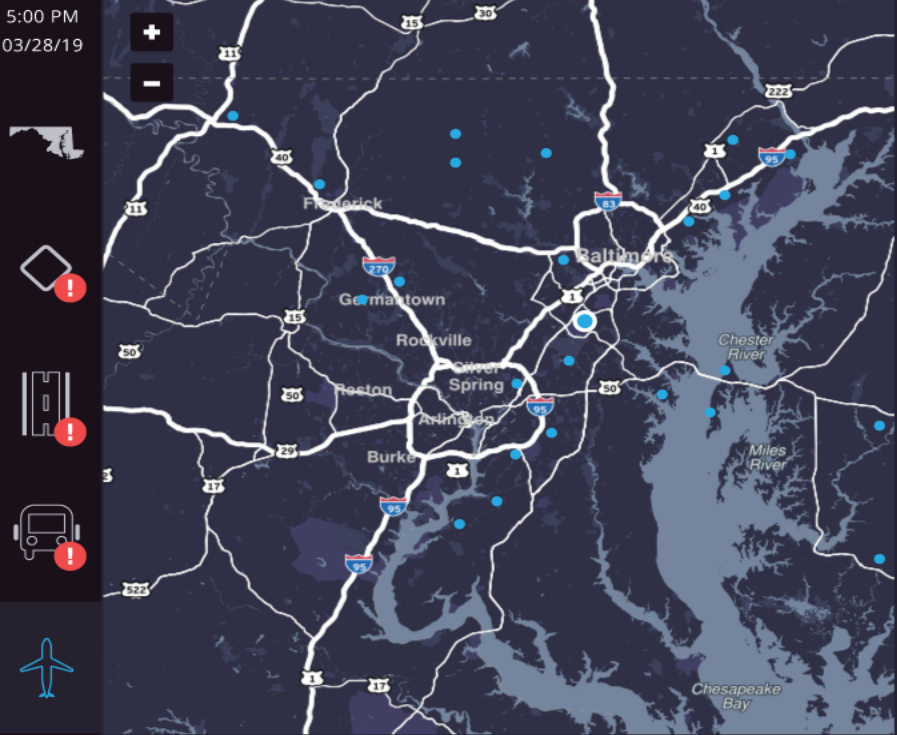 5:00 PM
03/28/19
+
−
!
!
!
15
30
11
222
1
95
40
11
Frederick
40
83
Baltimore
270
Germantown
1
15
Rockville
Chester
River
50
Silver
Spring
Reston
50
50
95
Arlington
29
Burke
1
Miles
River
17
95
95
522
1
17
Chesapeake
Bay